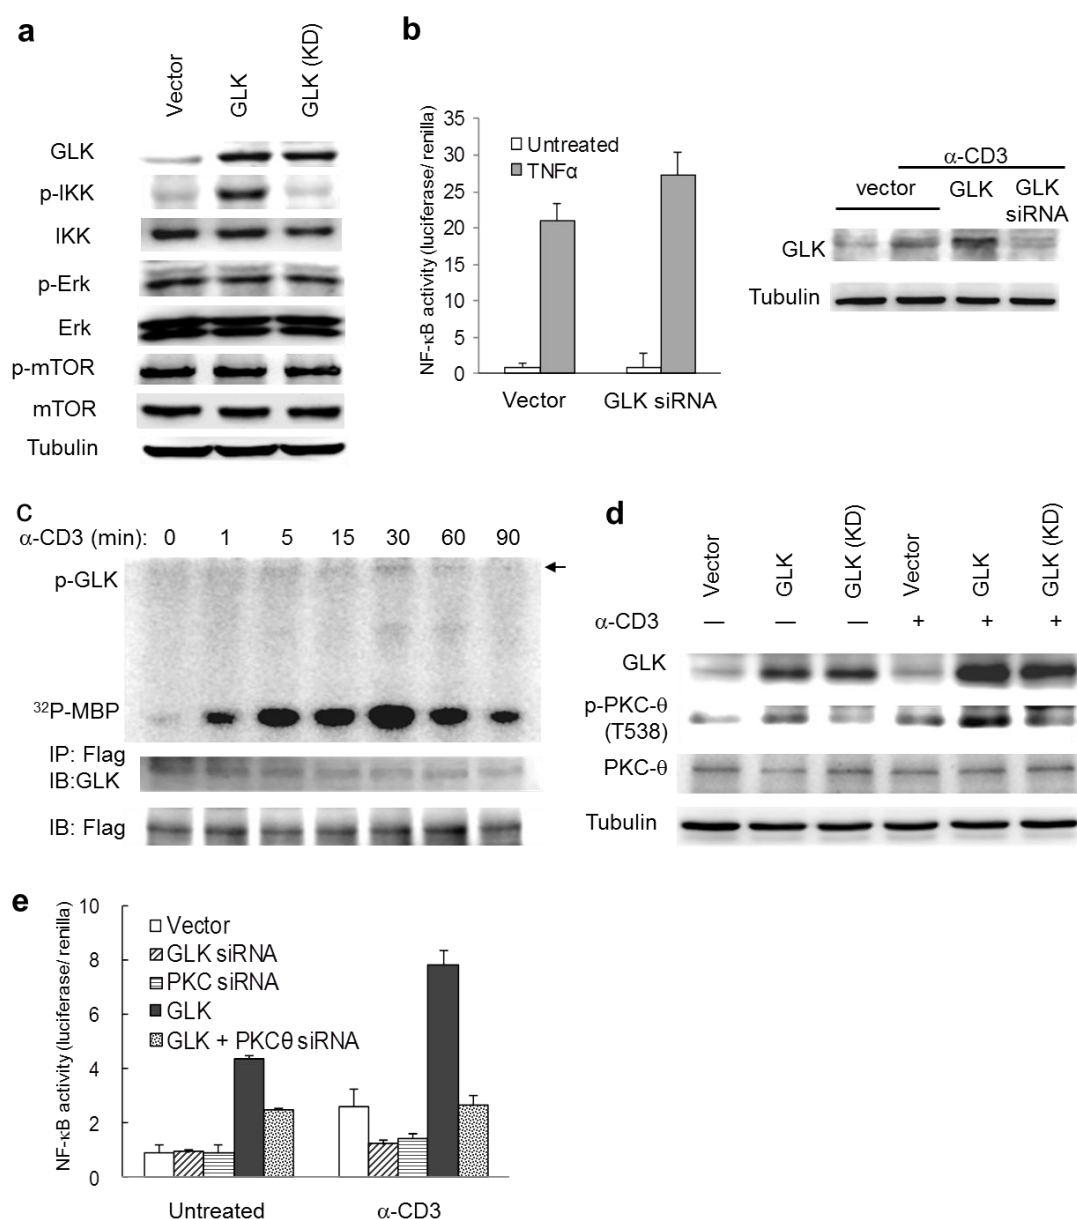 a
Vector
GLK
GLK (KD)
GLK
p-IKK
IKK
p-Erk
Erk
p-mTOR
mTOR
Tubulin
b
NF-κB activity (luciferase/ renilla)
35
30
25
20
15
10
5
0
Untreated
TNFα
Vector
GLK siRNA
α-CD3
vector
GLK
GLK
siRNA
GLK
Tubulin
c
α-CD3 (min): 0 1 5 15 30 60 90
p-GLK
³²P-MBP
IP: Flag
IB:GLK
IB: Flag
d
Vector
GLK
GLK (KD)
Vector
GLK
GLK (KD)
α-CD3 — — — + + +
GLK
p-PKC-θ
(T538)
PKC-θ
Tubulin
e
NF-κB activity (luciferase/ renilla)
10
8
6
4
2
0
Vector
GLK siRNA
PKC siRNA
GLK
GLK + PKCθ siRNA
Untreated
α-CD3